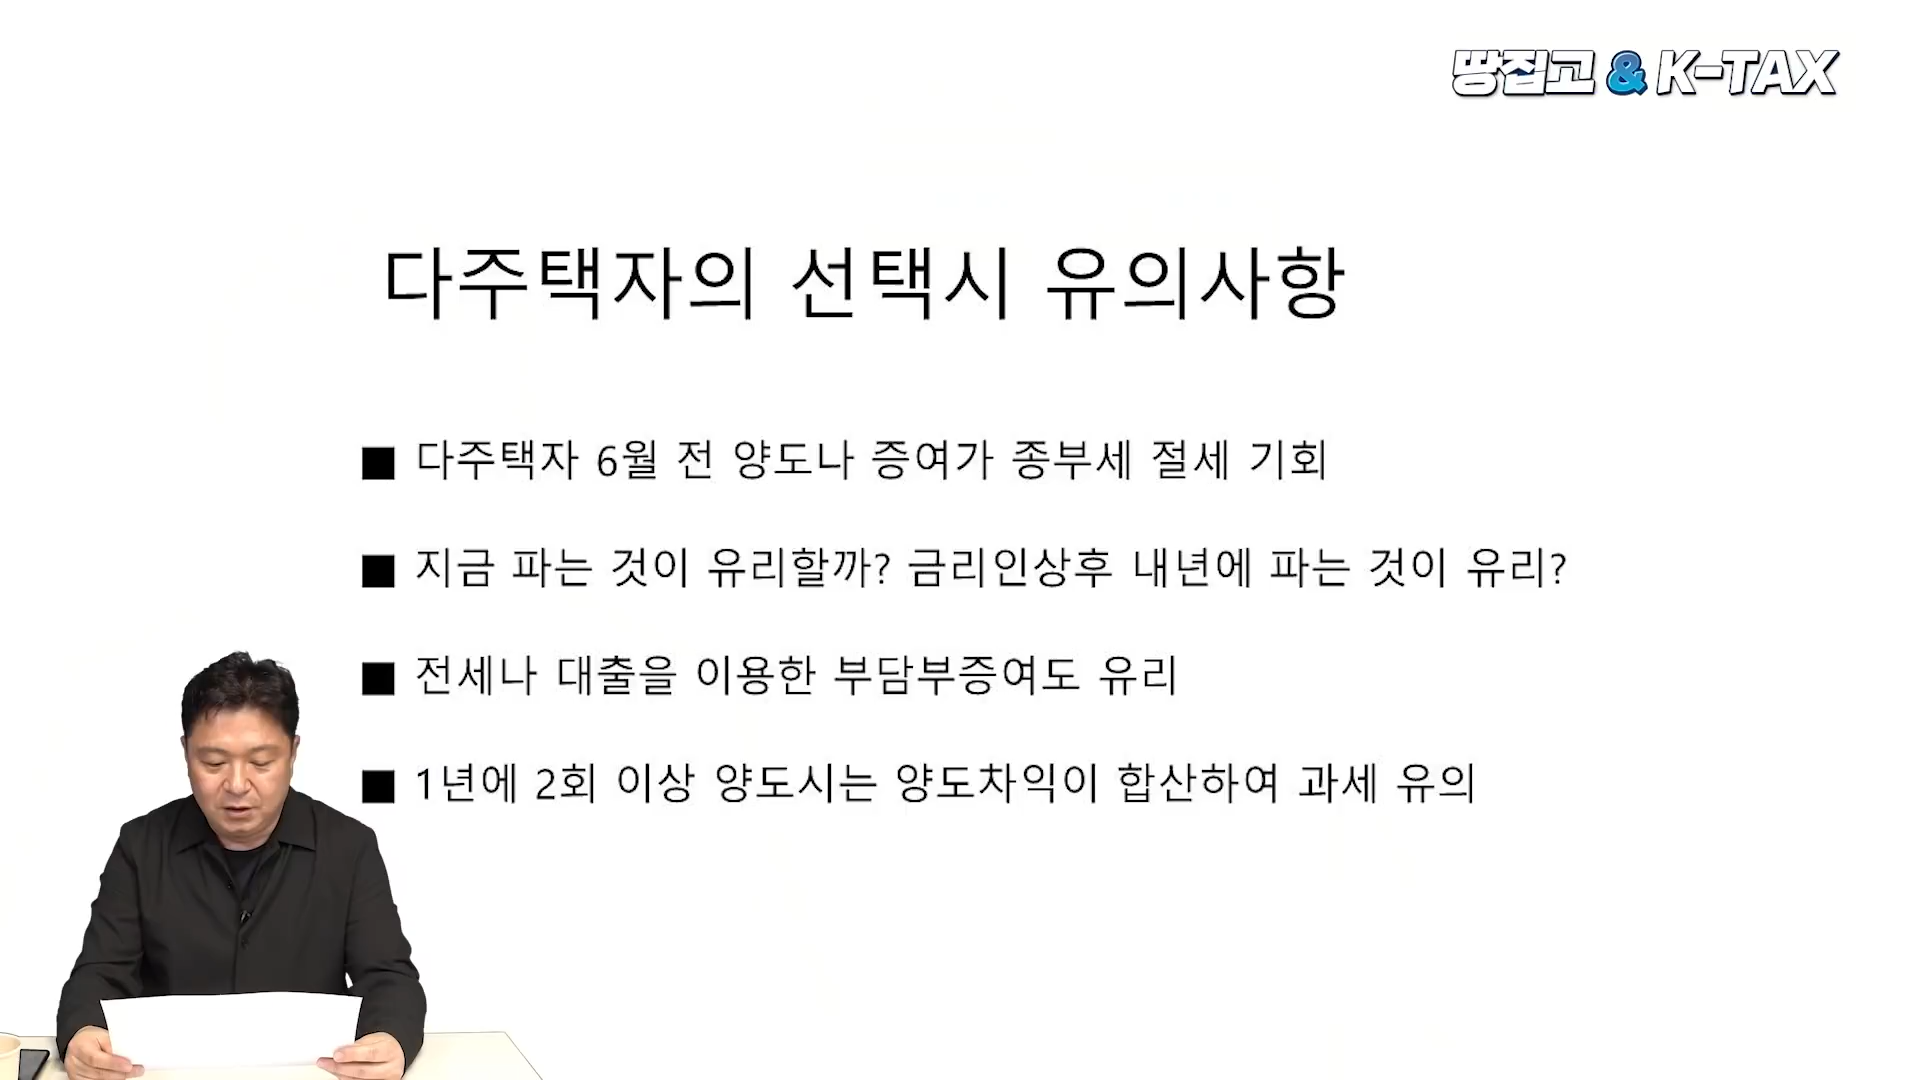 땅집고 & K-TAX
다주택자의 선택시 유의사항
■ 다주택자 6월 전 양도나 증여가 종부세 절세 기회
■ 지금 파는 것이 유리할까? 금리인상후 내년에 파는 것이 유리?
■ 전세나 대출을 이용한 부담부증여도 유리
■ 1년에 2회 이상 양도시는 양도차익이 합산하여 과세 유의